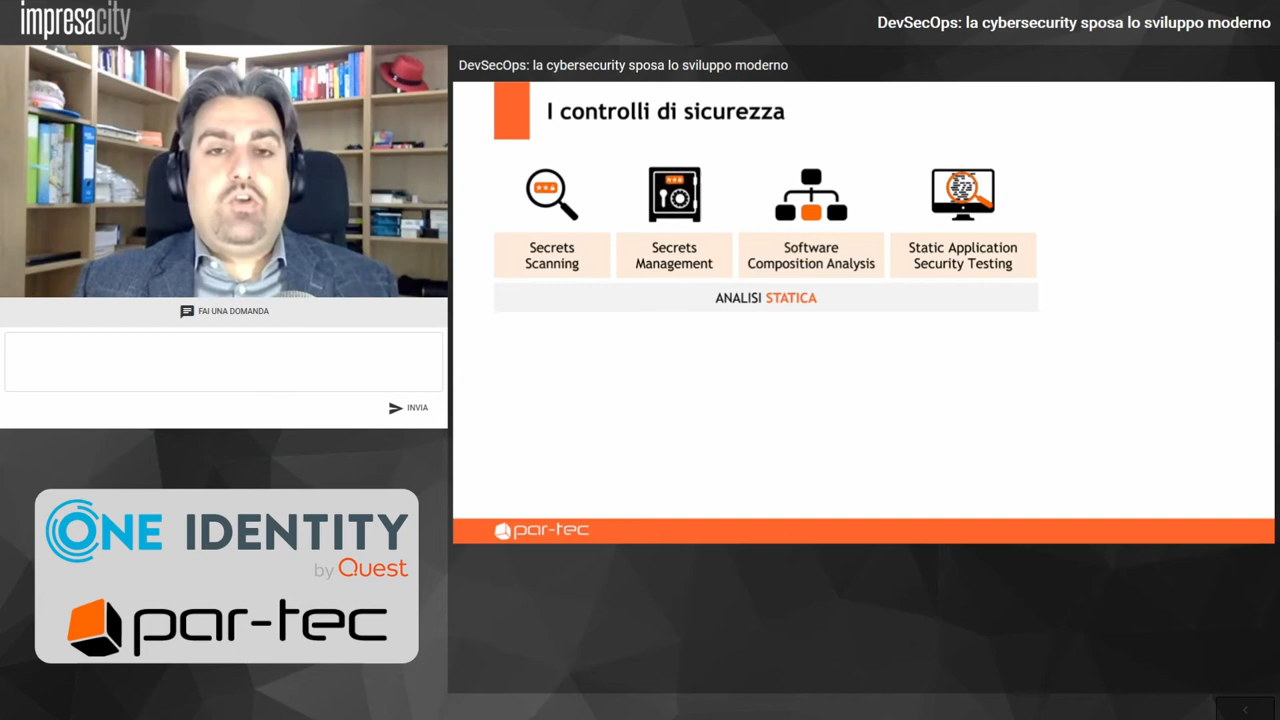 impresacity
DevSecOps: la cybersecurity sposa lo sviluppo moderno
DevSecOps: la cybersecurity sposa lo sviluppo moderno
I controlli di sicurezza
Secrets
Scanning
Secrets
Management
Software
Composition Analysis
Static Application
Security Testing
ANALISI STATICA
FAI UNA DOMANDA
INVIA
ONE IDENTITY
by Quest
par-tec
par-tec